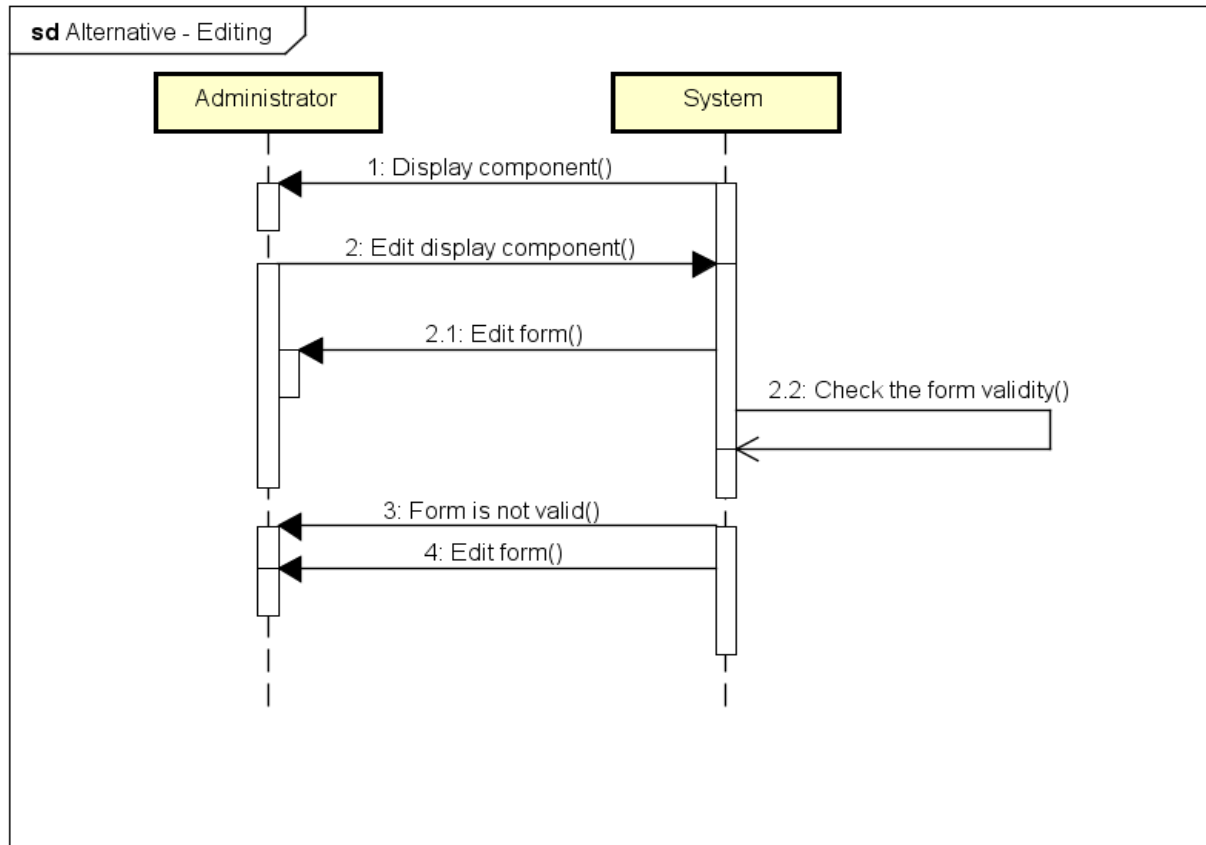 sd Alternative - Editing
Administrator
System
1: Display component()
2: Edit display component()
2.1: Edit form()
2.2: Check the form validity()
3: Form is not valid()
4: Edit form()